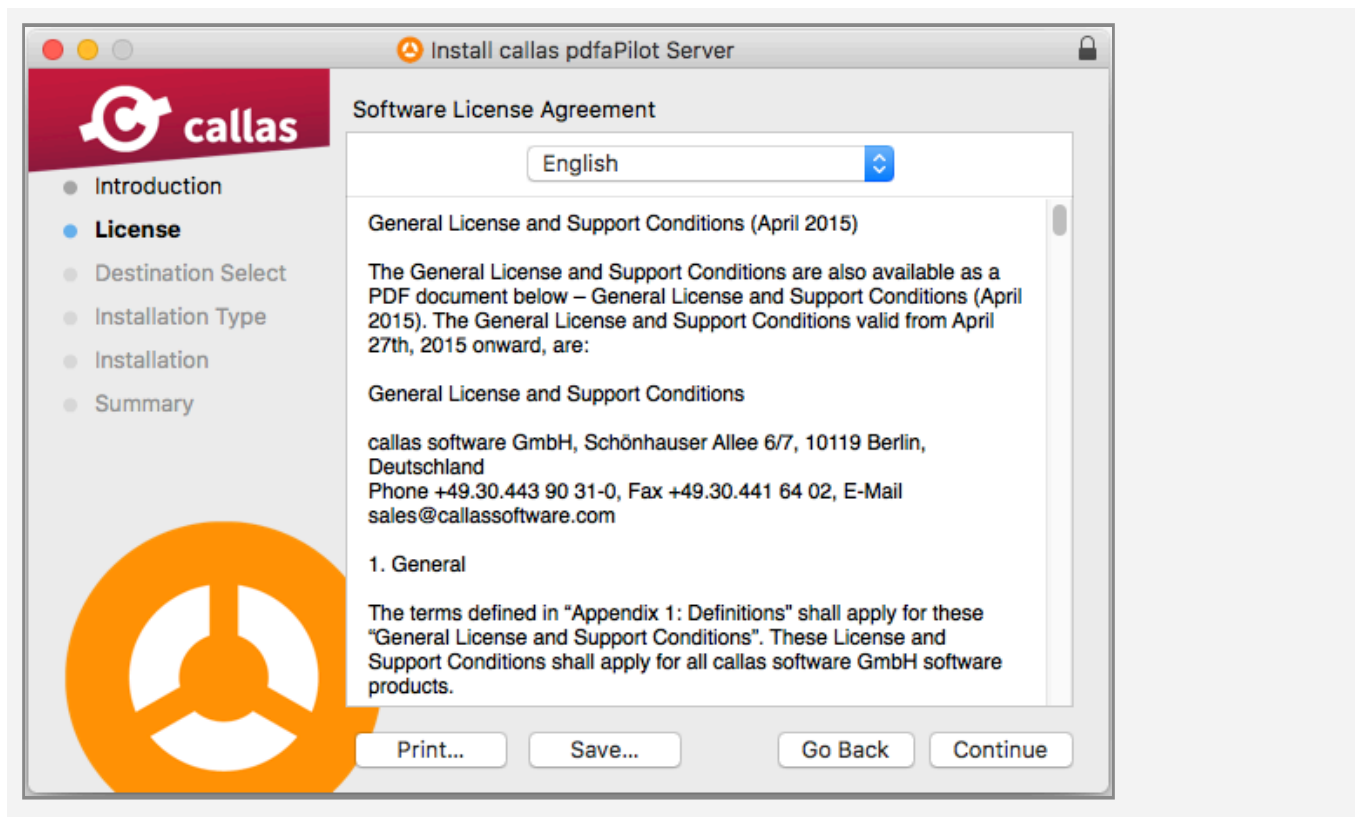 Install callas pdfaPilot Server
callas
Introduction
License
Destination Select
Installation Type
Installation
Summary
Software License Agreement
English
General License and Support Conditions (April 2015)
The General License and Support Conditions are also available as a
PDF document below – General License and Support Conditions (April
2015). The General License and Support Conditions valid from April
27th, 2015 onward, are:
General License and Support Conditions
callas software GmbH, Schönhauser Allee 6/7, 10119 Berlin,
Deutschland
Phone +49.30.443 90 31-0, Fax +49.30.441 64 02, E-Mail
sales@callassoftware.com
1. General
The terms defined in “Appendix 1: Definitions" shall apply for these
“General License and Support Conditions”. These License and
Support Conditions shall apply for all callas software GmbH software
products.
Print...
Save...
Go Back
Continue